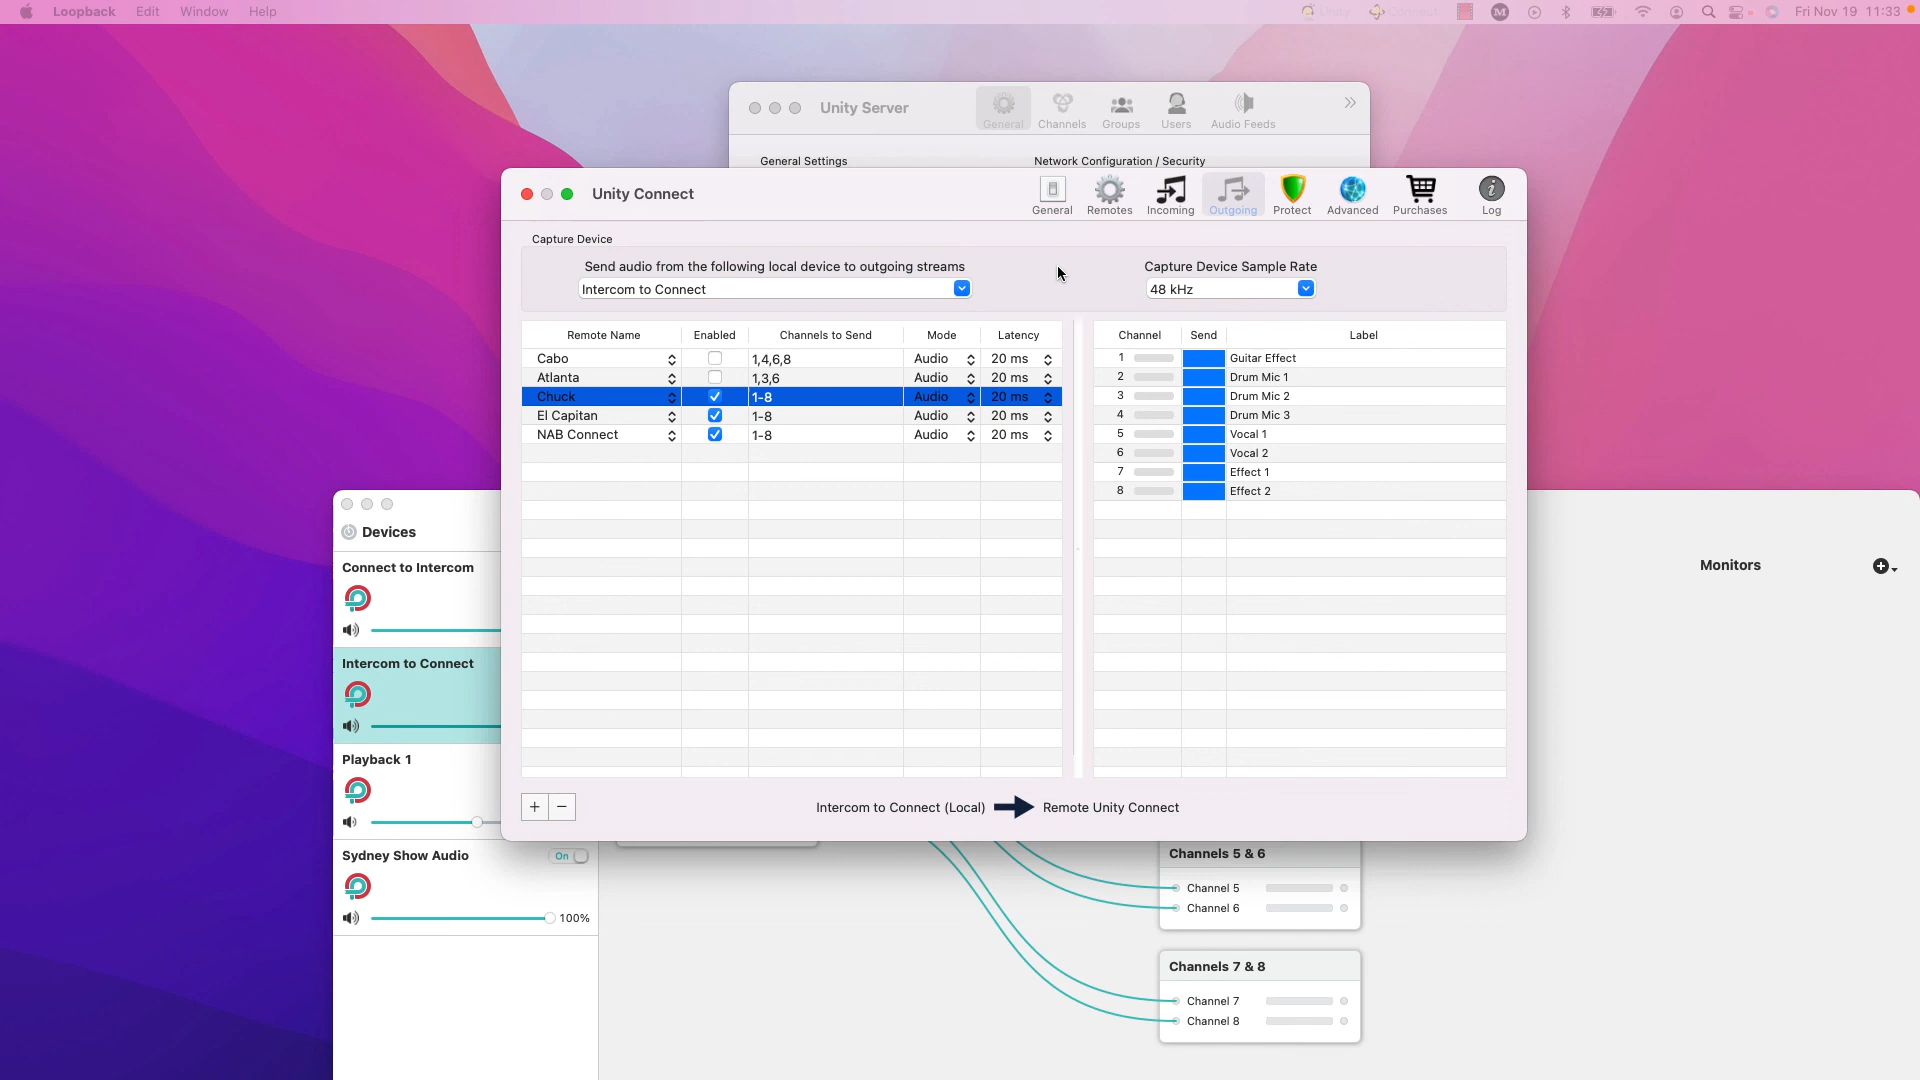 Loopback Edit Window Help
Fri Nov 19 11:33
Unity Server
General Channels Groups Users Audio Feeds
General Settings Network Configuration / Security
Unity Connect
General Remotes Incoming Outgoing Protect Advanced Purchases Log
Capture Device
Send audio from the following local device to outgoing streams
Capture Device Sample Rate
Intercom to Connect
48 kHz
Remote Name Enabled Channels to Send Mode Latency
Cabo 1,4,6,8 Audio 20 ms
Atlanta 1,3,6 Audio 20 ms
Chuck 1-8 Audio 20 ms
El Capitan 1-8 Audio 20 ms
NAB Connect 1-8 Audio 20 ms
Channel Send Label
1 Guitar Effect
2 Drum Mic 1
3 Drum Mic 2
4 Drum Mic 3
5 Vocal 1
6 Vocal 2
7 Effect 1
8 Effect 2
+ −
Intercom to Connect (Local) Remote Unity Connect
Devices
Connect to Intercom
Intercom to Connect
Playback 1
Sydney Show Audio On
100%
Monitors
Channels 5 & 6
Channel 5
Channel 6
Channels 7 & 8
Channel 7
Channel 8